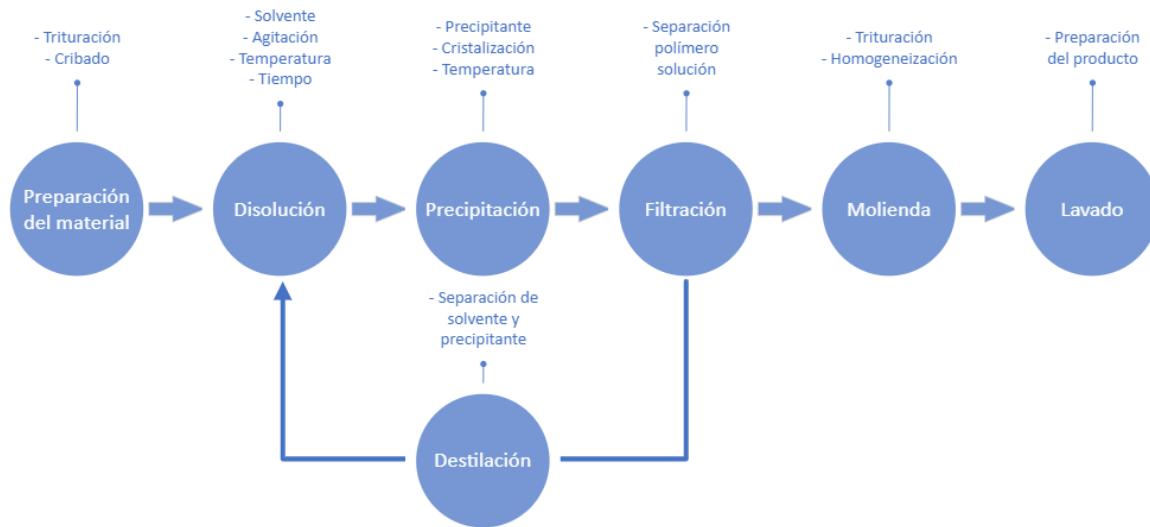 - Trituración
- Cribado
- Solvente
- Agitación
- Temperatura
- Tiempo
- Precipitante
- Cristalización
- Temperatura
- Separación
polímero
solución
- Trituración
- Homogeneización
- Preparación
del producto
Preparación
del material
Disolución
Precipitación
Filtración
Molienda
Lavado
- Separación de
solvente y
precipitante
Destilación